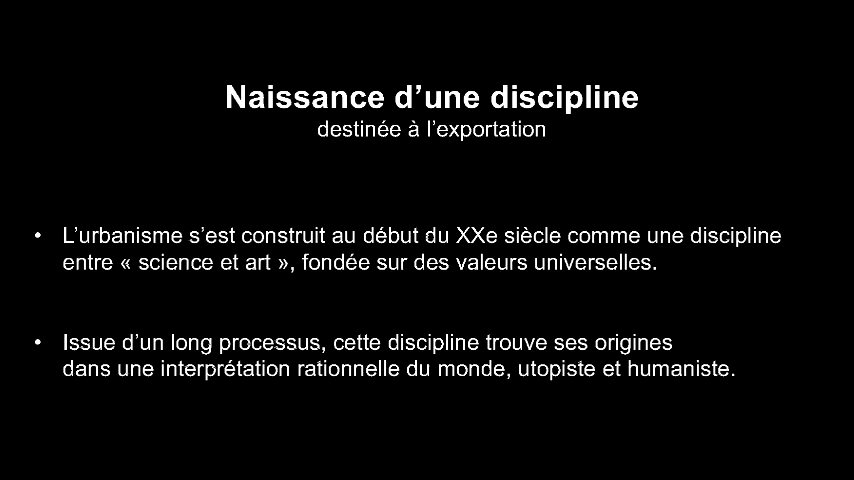 Naissance d’une discipline
destinée à l’exportation
• L’urbanisme s’est construit au début du XXe siècle comme une discipline
entre « science et art », fondée sur des valeurs universelles.
• Issue d’un long processus, cette discipline trouve ses origines
dans une interprétation rationnelle du monde, utopiste et humaniste.